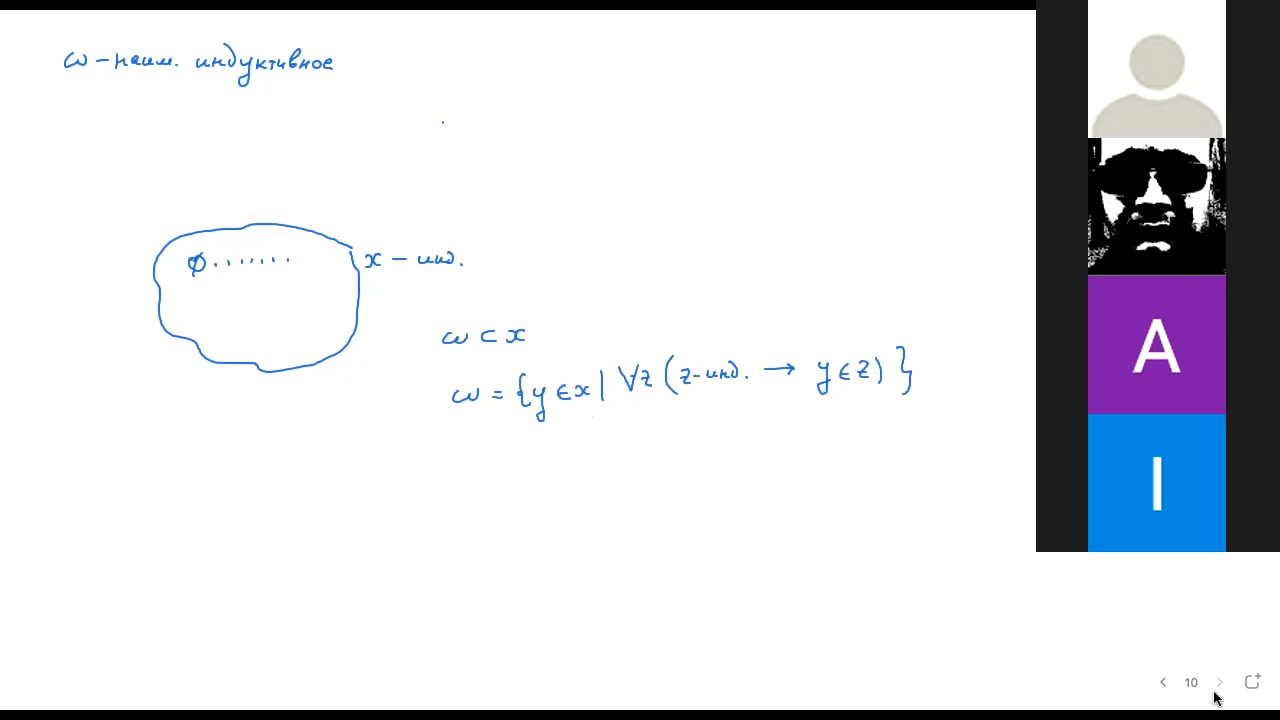 ω – наим. индуктивное
∅ ....... x – инд.
ω ⊂ x
ω = {y ∈ x | ∀z (z-инд. → y ∈ z)}
A
I
10